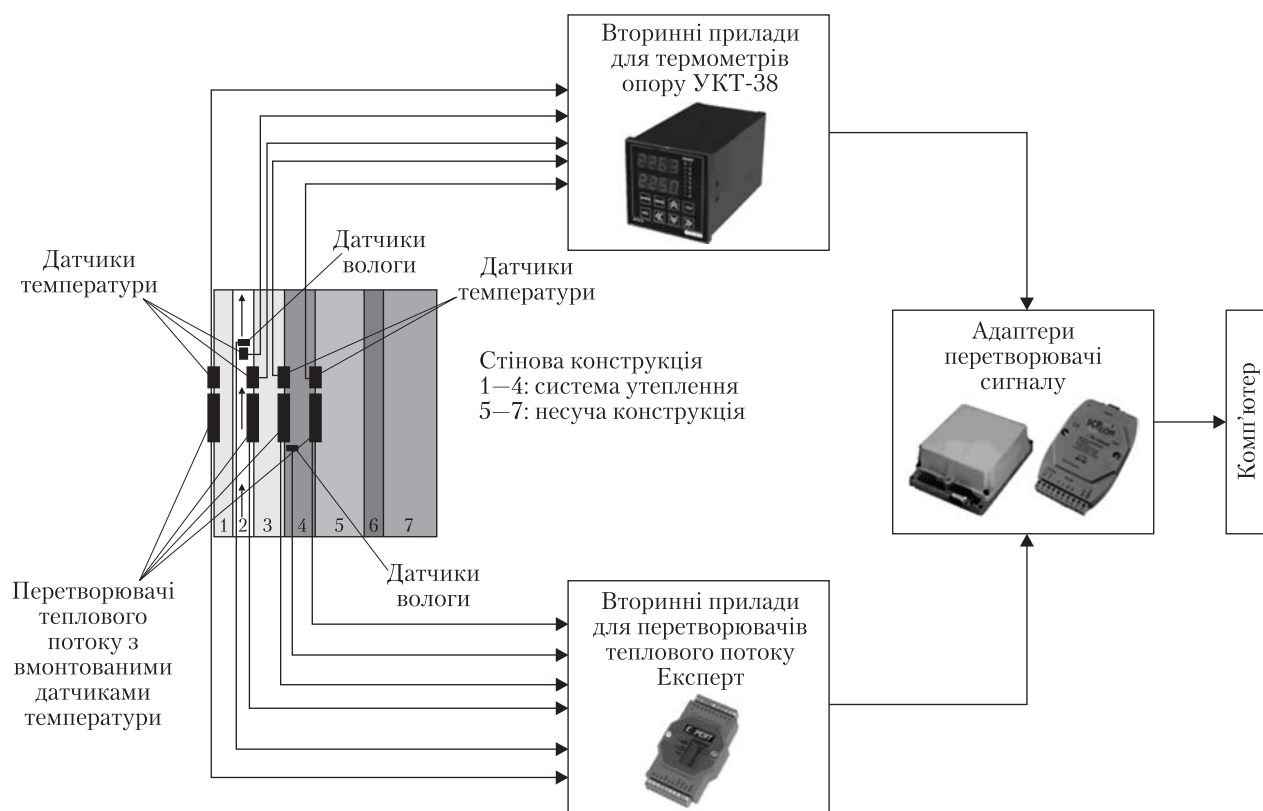 Вторинні прилади
для термометрів
опору УКТ-38
Датчики
температури
Датчики
вологи
Датчики
температури
Стінова конструкція
1–4: система утеплення
5–7: несуча конструкція
Адаптери
перетворювачі
сигналу
Комп'ютер
1 2 3 4 5 6 7
Перетворювачі
теплового
потоку з
вмонтованими
датчиками
температури
Датчики
вологи
Вторинні прилади
для перетворювачів
теплового потоку
Експерт